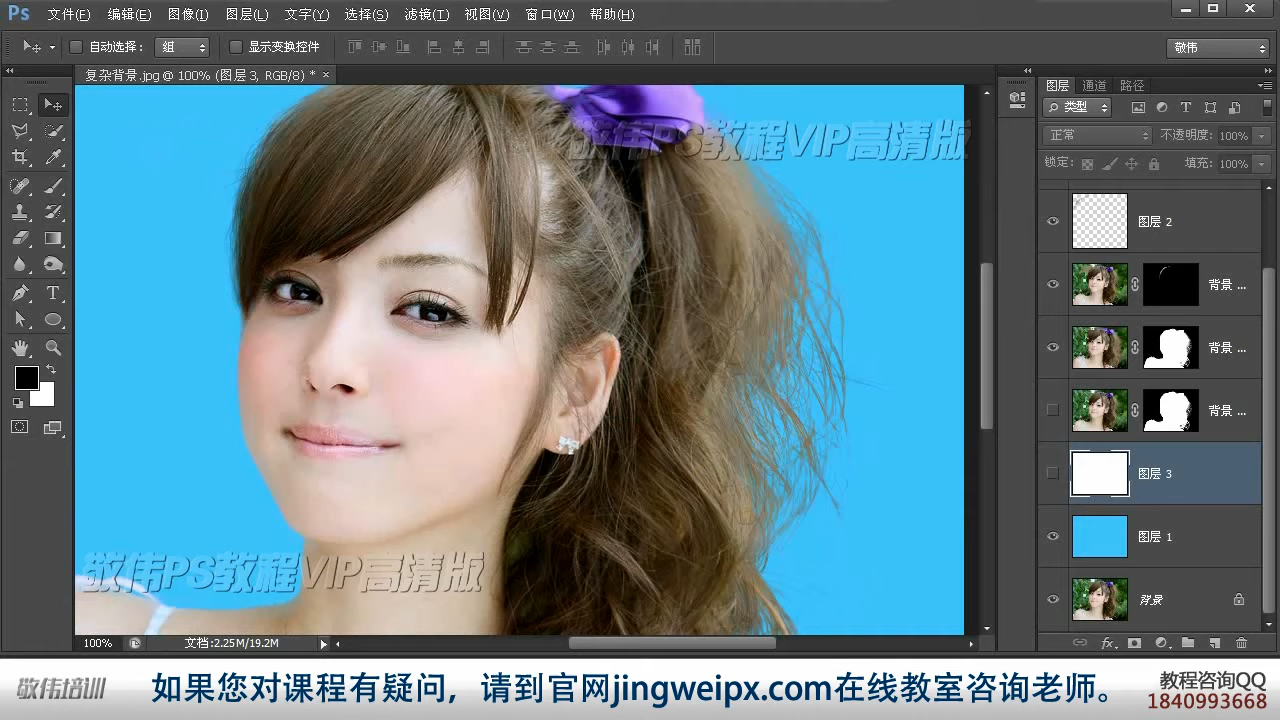 Ps 文件(F) 编辑(E) 图像(I) 图层(L) 文字(Y) 选择(S) 滤镜(T) 视图(V) 窗口(W) 帮助(H)
自动选择： 组 显示变换控件 敬伟
复杂背景.jpg @ 100% (图层 3, RGB/8) * ×
图层 通道 路径
类型
正常 不透明度: 100%
锁定: 填充: 100%
敬伟PS教程VIP高清版
图层 2
背景 ...
背景 ...
背景 ...
图层 3
图层 1
背景
敬伟PS教程VIP高清版
100% 文档:2.25M/19.2M
敬伟培训
如果您对课程有疑问，请到官网jingweipx.com在线教室咨询老师。
教程咨询QQ
1840993668